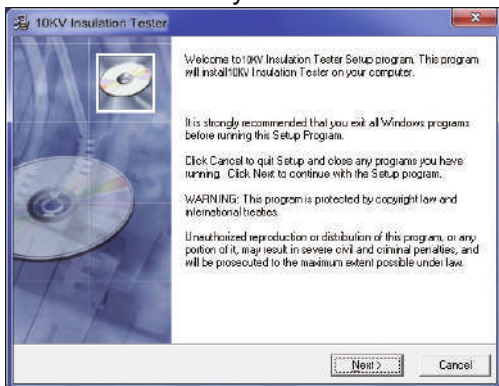 10KV Insulation Tester
Welcome to10KV Insulation Tester Setup program. This program
will install10KV Insulation Tester on your computer.
It is strongly recommended that you exit all Windows programs
before running this Setup Program.
Click Cancel to quit Setup and close any programs you have
running. Click Next to continue with the Setup program.
WARNING: This program is protected by copyright law and
international treaties.
Unauthorized reproduction or distribution of this program, or any
portion of it, may result in severe civil and criminal penalties, and
will be prosecuted to the maximum extent possible under law.
Next >
Cancel